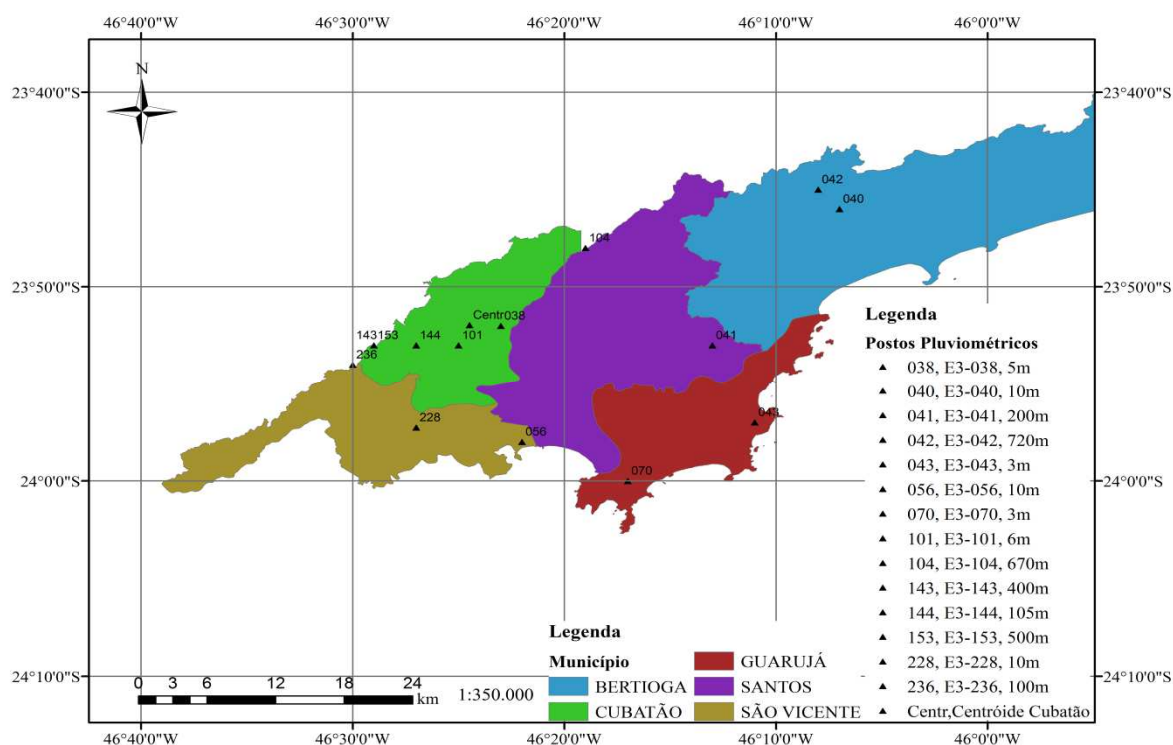 46°40'0"W 46°30'0"W 46°20'0"W 46°10'0"W 46°0'0"W
N
23°40'0"S 23°40'0"S
042
040
104
23°50'0"S 23°50'0"S
Centr 038
143 153 144 101 041
236
228 056 043
070
24°0'0"S 24°0'0"S
Legenda
Postos Pluviométricos
038, E3-038, 5m
040, E3-040, 10m
041, E3-041, 200m
042, E3-042, 720m
043, E3-043, 3m
056, E3-056, 10m
070, E3-070, 3m
101, E3-101, 6m
104, E3-104, 670m
143, E3-143, 400m
144, E3-144, 105m
153, E3-153, 500m
228, E3-228, 10m
236, E3-236, 100m
Centr,Centróide Cubatão
Legenda
Município
BERTIOGA
CUBATÃO
GUARUJÁ
SANTOS
SÃO VICENTE
0 3 6 12 18 24
km
1:350.000
24°10'0"S 24°10'0"S
46°40'0"W 46°30'0"W 46°20'0"W 46°10'0"W 46°0'0"W